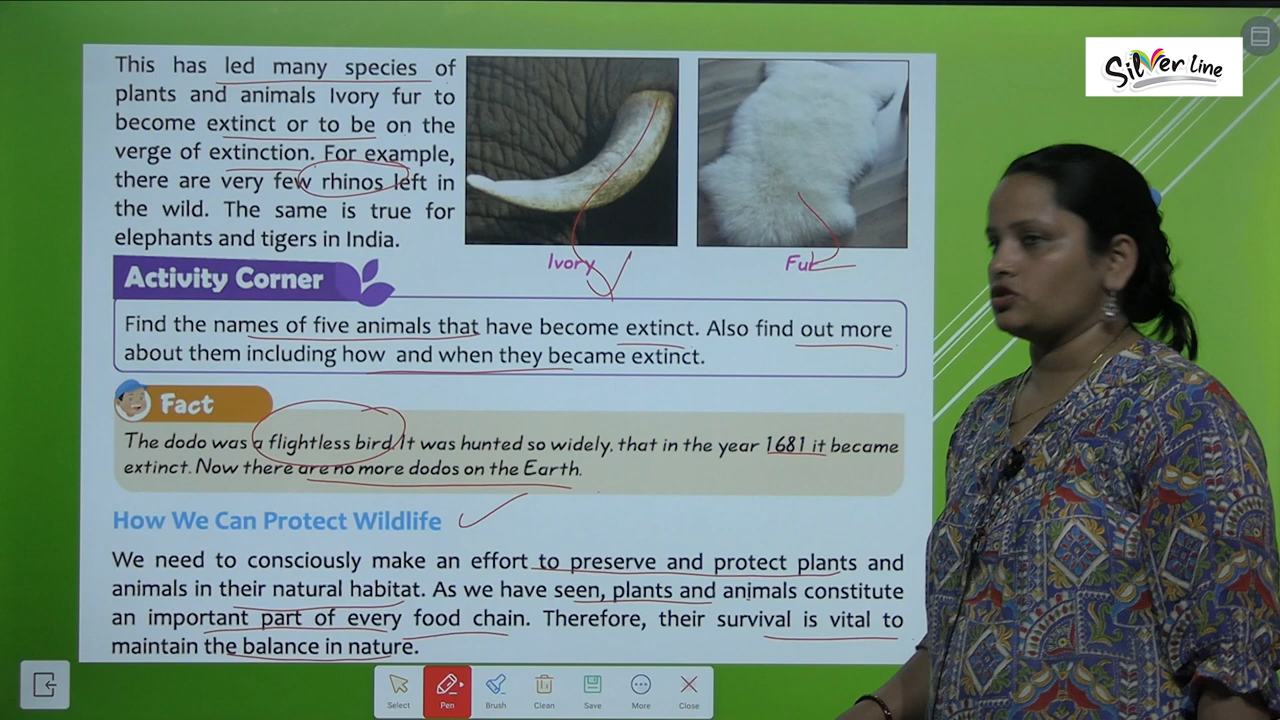 Silver line
This has led many species of
plants and animals Ivory fur to
become extinct or to be on the
verge of extinction. For example,
there are very few rhinos left in
the wild. The same is true for
elephants and tigers in India.
Ivory
Fur
Activity Corner
Find the names of five animals that have become extinct. Also find out more
about them including how and when they became extinct.
Fact
The dodo was a flightless bird. It was hunted so widely, that in the year 1681 it became
extinct. Now there are no more dodos on the Earth.
How We Can Protect Wildlife
We need to consciously make an effort to preserve and protect plants and
animals in their natural habitat. As we have seen, plants and animals constitute
an important part of every food chain. Therefore, their survival is vital to
maintain the balance in nature.
Select Pen Brush Clean Save More Close